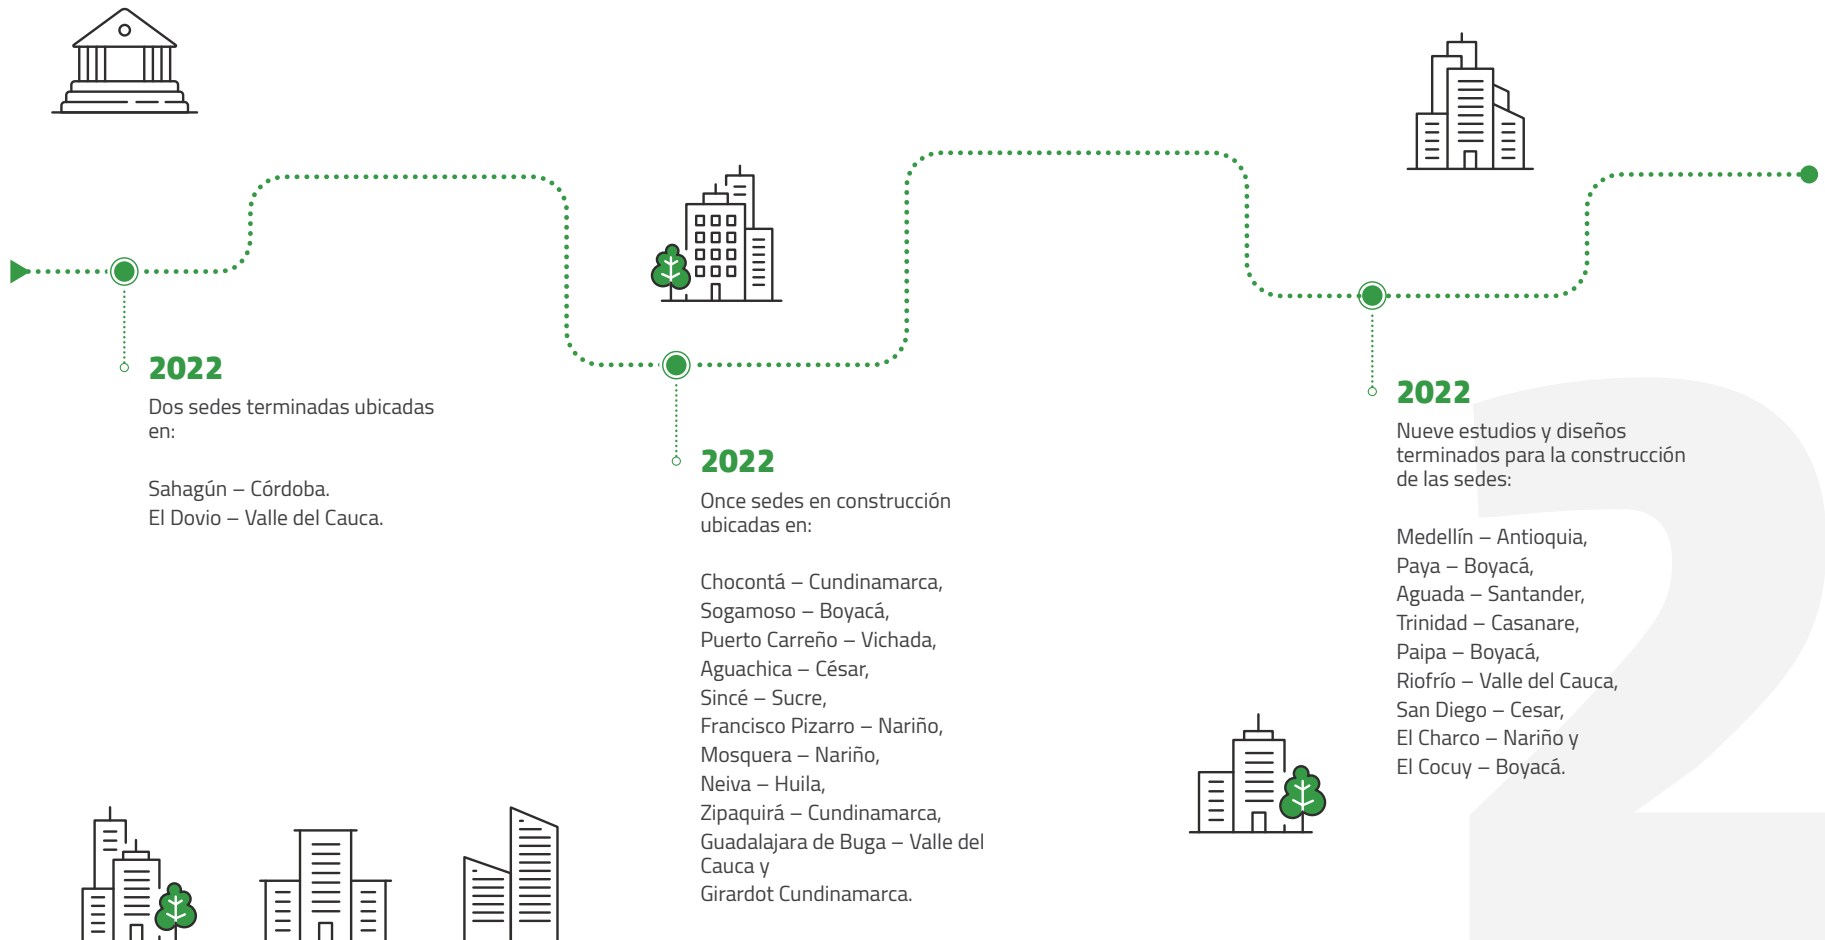 2022
Dos sedes terminadas ubicadas
en:
Sahagún – Córdoba.
El Dovio – Valle del Cauca.
2022
Once sedes en construcción
ubicadas en:
Chocontá – Cundinamarca,
Sogamoso – Boyacá,
Puerto Carreño – Vichada,
Aguachica – César,
Sincé – Sucre,
Francisco Pizarro – Nariño,
Mosquera – Nariño,
Neiva – Huila,
Zipaquirá – Cundinamarca,
Guadalajara de Buga – Valle del
Cauca y
Girardot Cundinamarca.
2022
Nueve estudios y diseños
terminados para la construcción
de las sedes:
Medellín – Antioquia,
Paya – Boyacá,
Aguada – Santander,
Trinidad – Casanare,
Paipa – Boyacá,
Riofrío – Valle del Cauca,
San Diego – Cesar,
El Charco – Nariño y
El Cocuy – Boyacá.
2